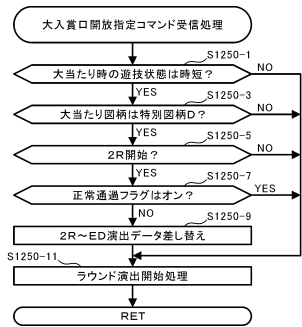 大入賞口開放指定コマンド受信処理
S1250-1
大当たり時の遊技状態は時短？
NO
YES
S1250-3
大当たり図柄は特別図柄D？
NO
YES
S1250-5
2R開始？
NO
YES
S1250-7
正常通過フラグはオン？
YES
NO
S1250-9
2R～ED演出データ差し替え
S1250-11
ラウンド演出開始処理
RET